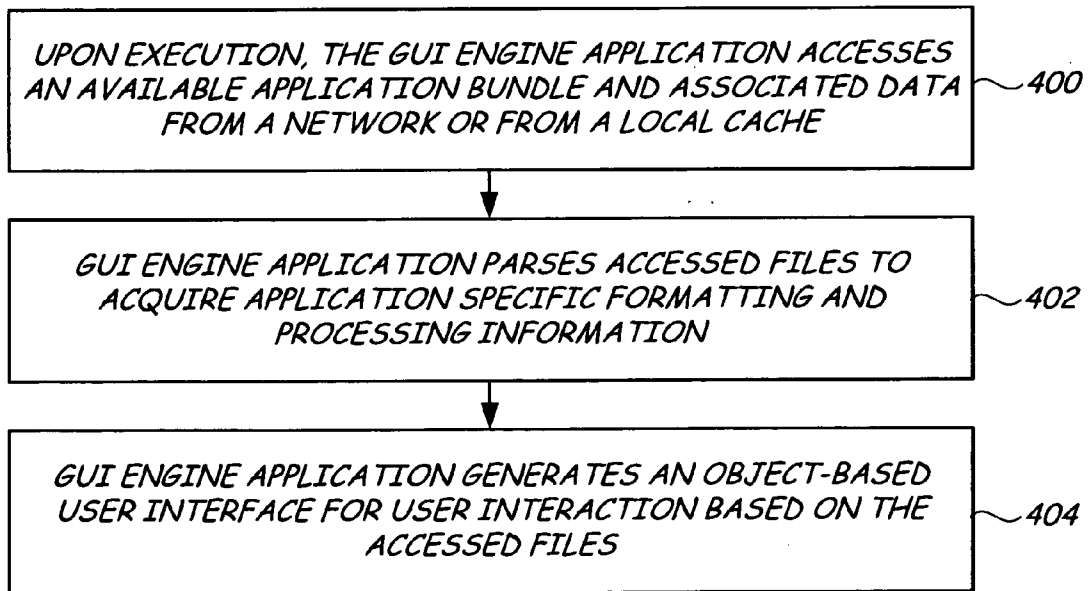 UPON EXECUTION, THE GUI ENGINE APPLICATION ACCESSES
AN AVAILABLE APPLICATION BUNDLE AND ASSOCIATED DATA
FROM A NETWORK OR FROM A LOCAL CACHE
400
GUI ENGINE APPLICATION PARSES ACCESSED FILES TO
ACQUIRE APPLICATION SPECIFIC FORMATTING AND
PROCESSING INFORMATION
402
GUI ENGINE APPLICATION GENERATES AN OBJECT-BASED
USER INTERFACE FOR USER INTERACTION BASED ON THE
ACCESSED FILES
404